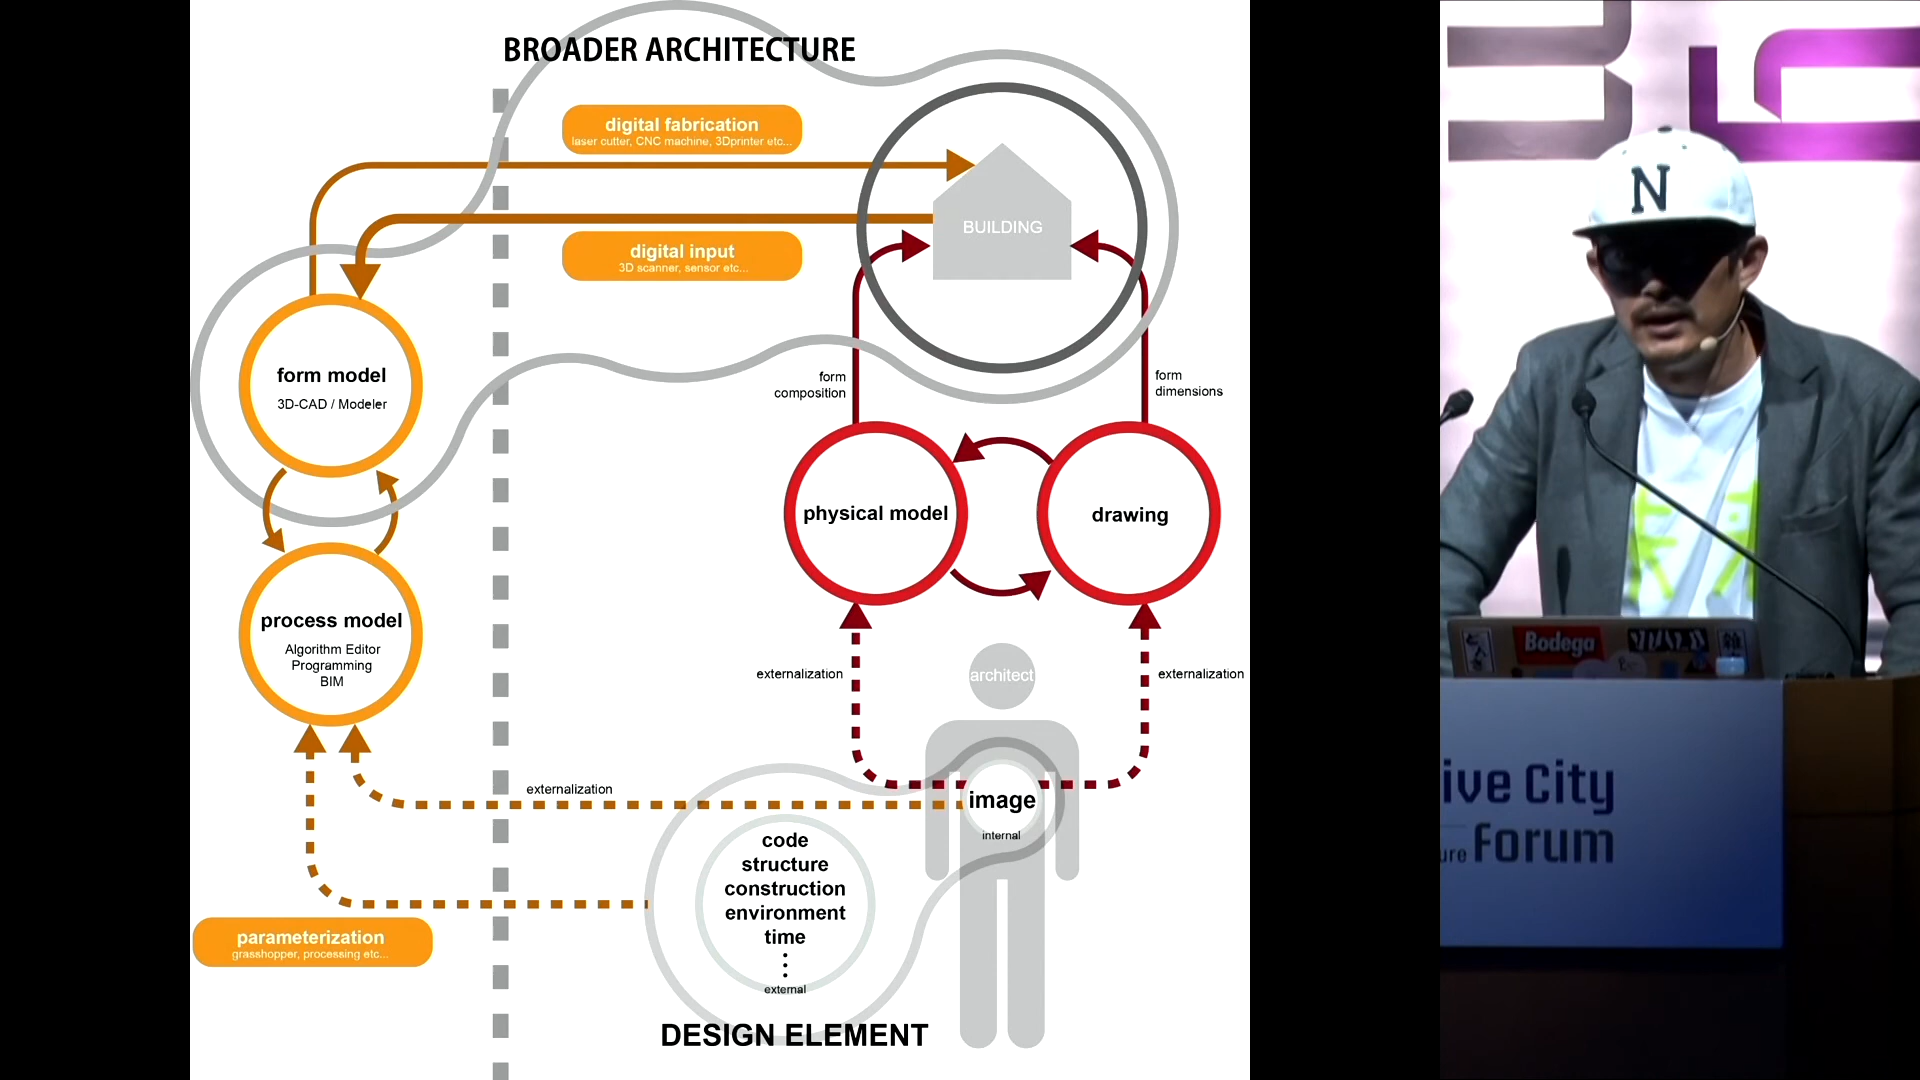 BROADER ARCHITECTURE
digital fabrication
laser cutter, CNC machine, 3Dprinter etc...
BUILDING
digital input
3D scanner, sensor etc...
form model
3D-CAD / Modeler
form
composition
form
dimensions
physical model
drawing
process model
Algorithm Editor
Programming
BIM
externalization
architect
externalization
externalization
image
internal
code
structure
construction
environment
time
external
parameterization
grasshopper, processing etc...
DESIGN ELEMENT
N
Bodega
ive City
ure Forum